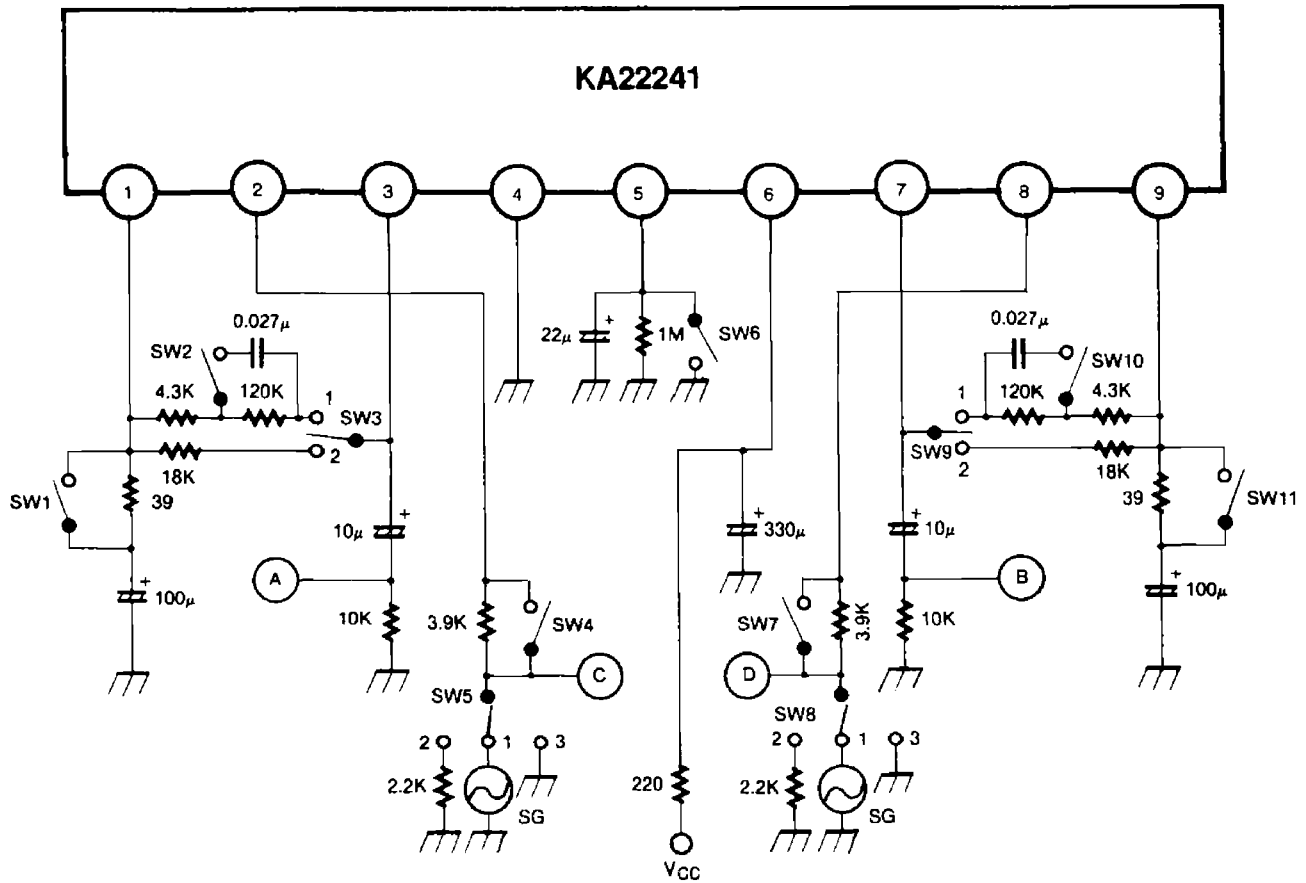 KA22241
1 2 3 4 5 6 7 8 9
0.027μ
SW2
4.3K 120K
1
SW3
2
18K
SW1
39
+
100μ
+
10μ
A
10K
3.9K
SW4
C
SW5
2 1 3
2.2K
SG
22μ
+
1M
SW6
+
330μ
220
VCC
0.027μ
SW10
1
120K 4.3K
SW9
2
18K
39
SW11
+
10μ
B
+
100μ
SW7
3.9K
10K
D
SW8
2 1 3
2.2K
SG